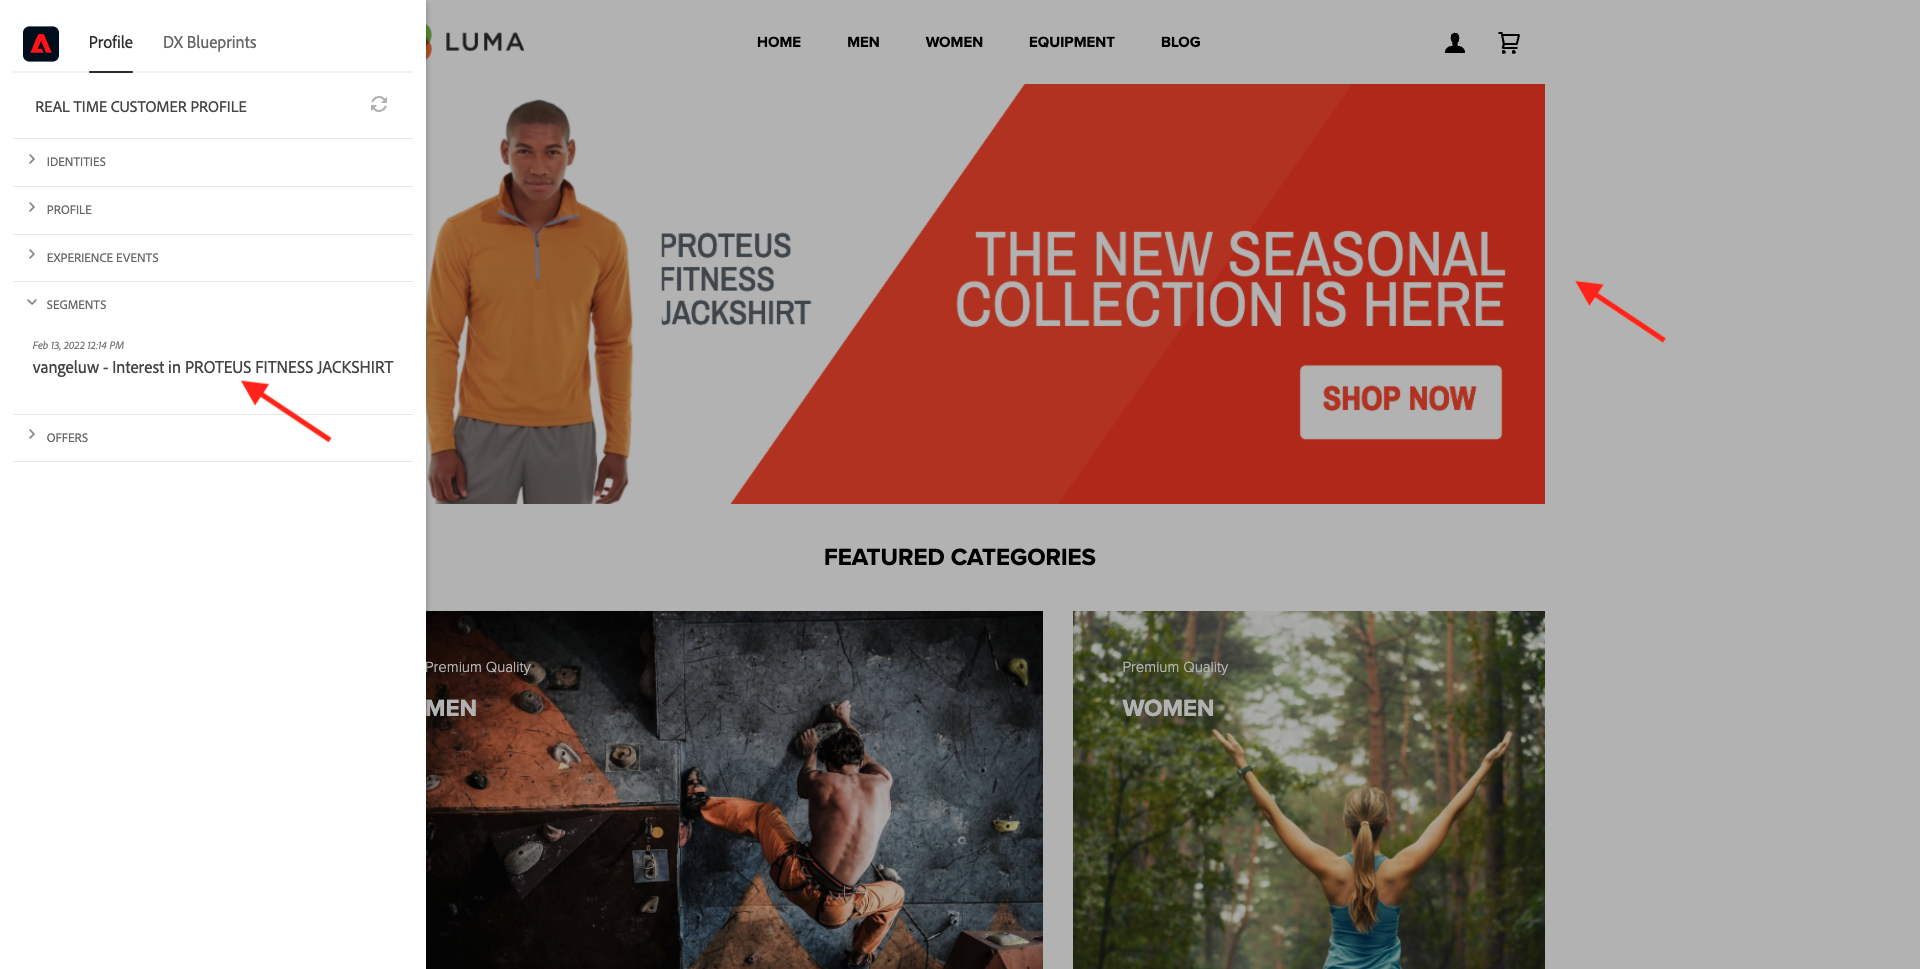 Profile
DX Blueprints
REAL TIME CUSTOMER PROFILE
IDENTITIES
PROFILE
EXPERIENCE EVENTS
SEGMENTS
Feb 13, 2022 12:14 PM
vangeluw - Interest in PROTEUS FITNESS JACKSHIRT
OFFERS
LUMA
HOME
MEN
WOMEN
EQUIPMENT
BLOG
PROTEUS
FITNESS
JACKSHIRT
THE NEW SEASONAL
COLLECTION IS HERE
SHOP NOW
FEATURED CATEGORIES
Premium Quality
MEN
Premium Quality
WOMEN